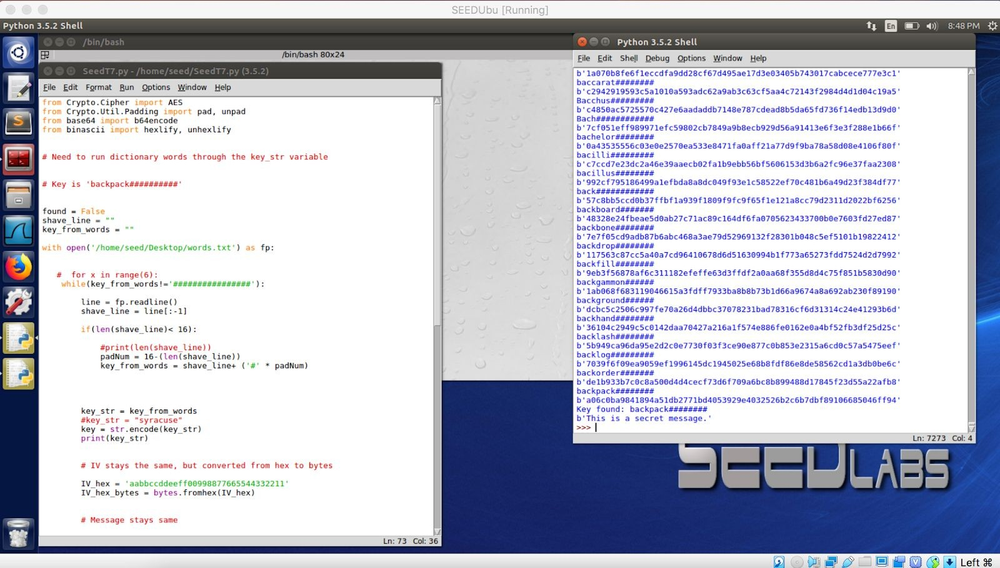 SEEDUbu [Running]
Python 3.5.2 Shell
En
8:48 PM
/bin/bash
/bin/bash 80x24
SeedT7.py - /home/seed/SeedT7.py (3.5.2)
File Edit Format Run Options Window Help
from Crypto.Cipher import AES
from Crypto.Util.Padding import pad, unpad
from base64 import b64encode
from binascii import hexlify, unhexlify
# Need to run dictionary words through the key_str variable
# Key is 'backpack##########'
found = False
shave_line = ""
key_from_words = ""
with open('/home/seed/Desktop/words.txt') as fp:
#  for x in range(6):
while(key_from_words!='################'):
line = fp.readline()
shave_line = line[:-1]
if(len(shave_line)< 16):
#print(len(shave_line))
padNum = 16-(len(shave_line))
key_from_words = shave_line+ ('#' * padNum)
key_str = key_from_words
#key_str = "syracuse"
key = str.encode(key_str)
print(key_str)
# IV stays the same, but converted from hex to bytes
IV_hex = 'aabbccddeeff00998877665544332211'
IV_hex_bytes = bytes.fromhex(IV_hex)
# Message stays same
Ln: 73 Col: 36
Python 3.5.2 Shell
File Edit Shell Debug Options Window Help
b'1a070b8fe6f1eccdfa9dd28cf67d495ae17d3e03405b743017cabcece777e3c1'
baccarat########
b'c2942919593c5a1010a593adc62a9ab3c63cf5aa4c72143f2984d4d1d04c19a5'
Bacchus#########
b'c4850ac5725570c427e6aadaddb7148e787cdead8b5da65fd736f14edb13d9d0'
Bach############
b'7cf051eff989971efc59802cb7849a9b8ecb929d56a91413e6f3e3f288e1b66f'
bachelor########
b'0a43535556c03e0e2570ea533e8471fa0aff21a77d9f9ba78a58d08e4106f80f'
bacilli#########
b'c7ccd7e23dc2a46e39aaecb02fa1b9ebb56bf5606153d3b6a2fc96e37faa2308'
bacillus########
b'992cf795186499a1efbda8a8dc049f93e1c58522ef70c481b6a49d23f384df77'
back############
b'57c8bb5ccd0b37ffbf1a939f1809f9fc9f65f1e121a8cc79d2311d2022bf6256'
backboard#######
b'48328e24fbeae5d0ab27c71ac89c164df6fa0705623433700b0e7603fd27ed87'
backbone########
b'7e7f05cd9adb87b6abc468a3ae79d52969132f28301b048c5ef5101b19822412'
backdrop########
b'117563c87cc5a40a7cd96410678d6d51630994b1f773a65273fdd7524d2d7992'
backfill########
b'9eb3f56878af6c311182efeffe63d3ffdf2a0aa68f355d8d4c75f851b5830d90'
backgammon######
b'1ab068f683119046615a3fdff7933ba8b8b73b1d66a9674a8a692ab230f89190'
background######
b'dcbc5c2506c997fe70a26d4dbbc37078231bad78316cf6d31314c24e41293b6d'
backhand########
b'36104c2949c5c0142daa70427a216a1f574e886fe0162e0a4bf52fb3df25d25c'
backlash########
b'5b949ca96da95e2d2c0e7730f03f3ce90e877c0b853e2315a6cd0c57a5475eef'
backlog#########
b'7039f6f09ea9059ef1996145dc1945025e68b8fdf86e8de58562cd1a3db0be6c'
backorder#######
b'de1b933b7c0c8a500d4d4cecf73d6f709a6bc8b899488d17845f23d55a22afb8'
backpack########
b'a06c0ba9841894a51db2771bd4053929e4032526b2c6b7dbf89106685046ff94'
Key found: backpack########
b'This is a secret message.'
>>>
Ln: 7273 Col: 4
SEEDLABS
Left ⌘